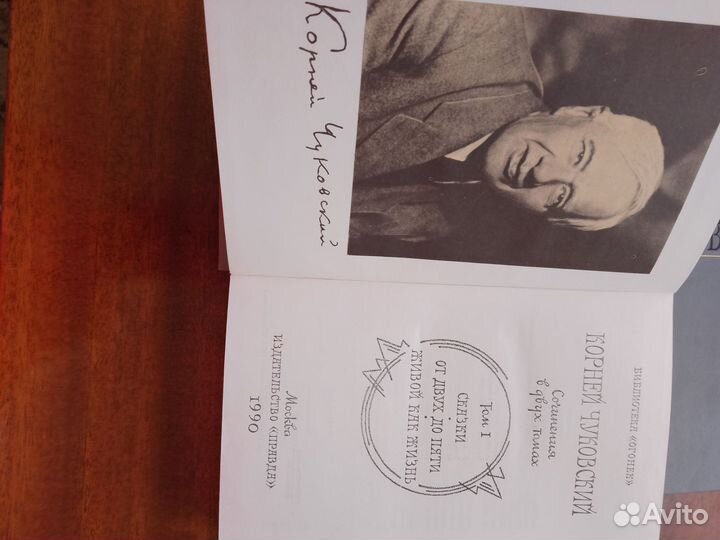 Корней Чуковский
БИБЛИОТЕКА «ОГОНЕК»
КОРНЕЙ ЧУКОВСКИЙ
Сочинения
в двух томах
Том I
СКАЗКИ
ОТ ДВУХ ДО ПЯТИ
ЖИВОЙ КАК ЖИЗНЬ
Москва
ИЗДАТЕЛЬСТВО «ПРАВДА»
1990
Avito